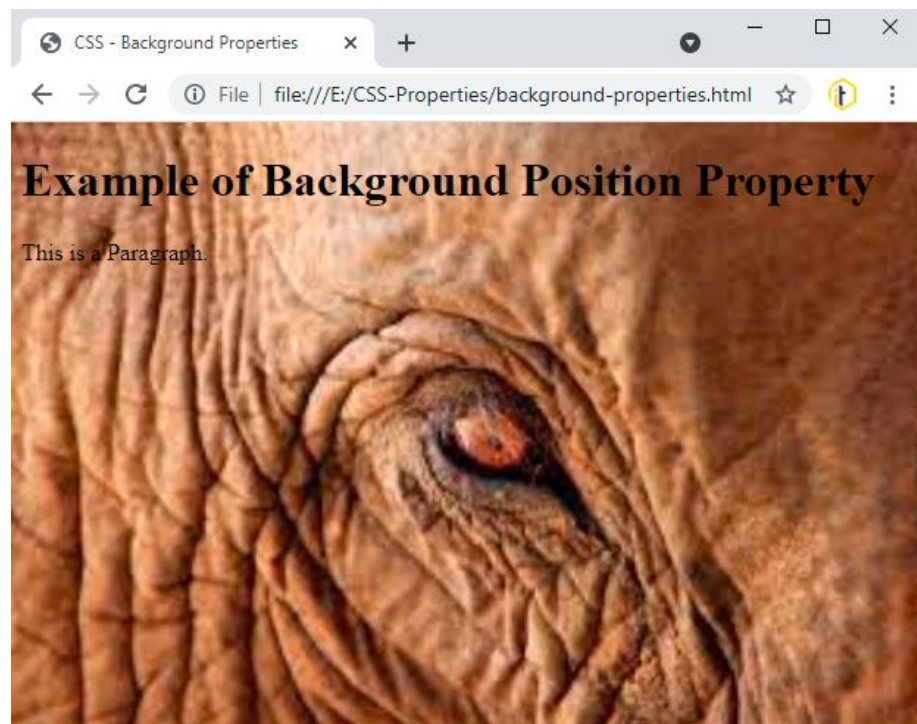 CSS - Background Properties
File | file:///E:/CSS-Properties/background-properties.html
Example of Background Position Property
This is a Paragraph.